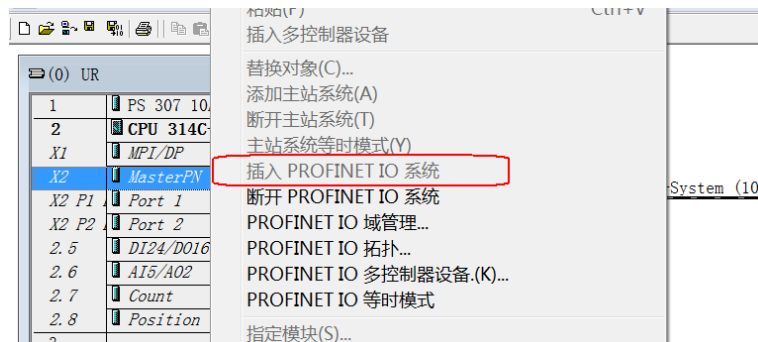 粘贴(P) Ctrl+V
插入多控制器设备
(0) UR
替换对象(C)...
添加主站系统(A)
断开主站系统(T)
主站系统等时模式(Y)
插入 PROFINET IO 系统
断开 PROFINET IO 系统
PROFINET IO 域管理...
PROFINET IO 拓扑...
PROFINET IO 多控制器设备.(K)...
PROFINET IO 等时模式
指定模块(S)...
1 PS 307 10
2 CPU 314C-
X1 MPI/DP
X2 MasterPN
X2 P1 Port 1
X2 P2 Port 2
2.5 DI24/DO16
2.6 AI5/AO2
2.7 Count
2.8 Position
3
System (10